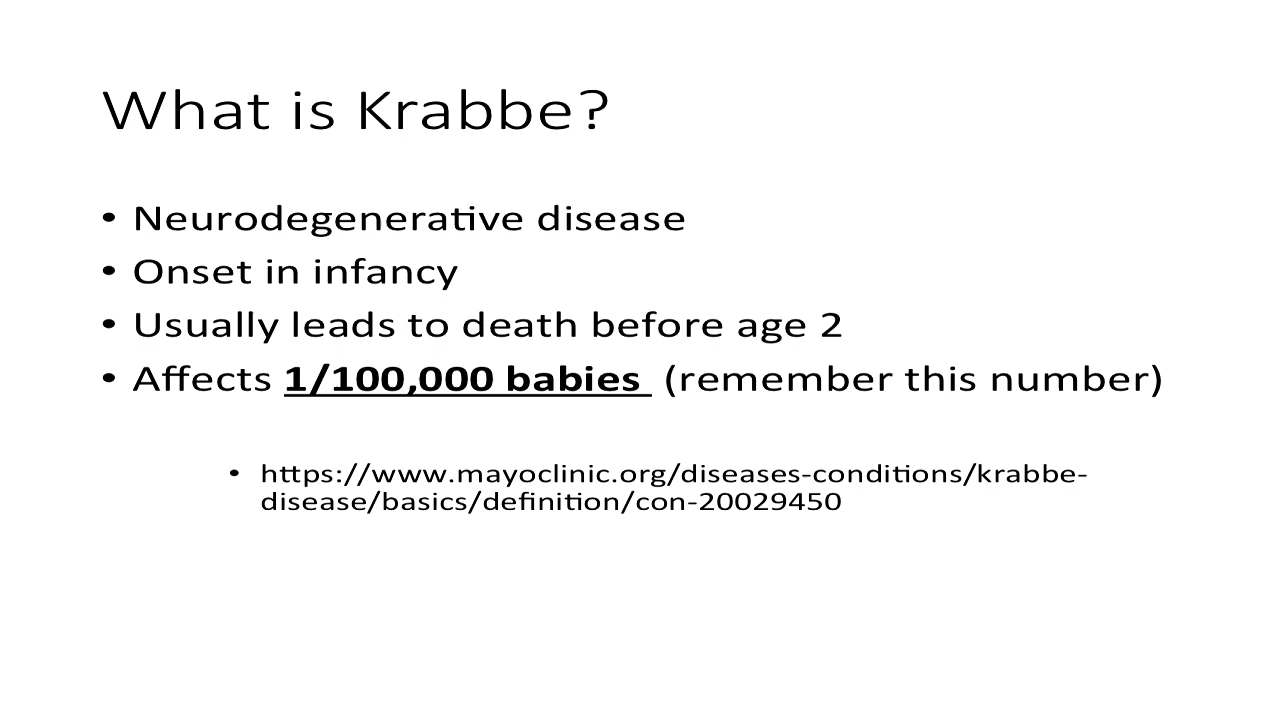 What is Krabbe?
• Neurodegenerative disease
• Onset in infancy
• Usually leads to death before age 2
• Affects 1/100,000 babies (remember this number)
• https://www.mayoclinic.org/diseases-conditions/krabbe-
disease/basics/definition/con-20029450